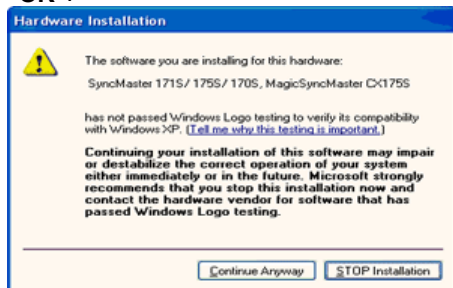 Hardware Installation
The software you are installing for this hardware:
SyncMaster 171S/ 175S/ 170S, MagicSyncMaster CX175S
has not passed Windows Logo testing to verify its compatibility
with Windows XP. (Tell me why this testing is important.)
Continuing your installation of this software may impair
or destabilize the correct operation of your system
either immediately or in the future. Microsoft strongly
recommends that you stop this installation now and
contact the hardware vendor for software that has
passed Windows Logo testing.
Continue Anyway
STOP Installation